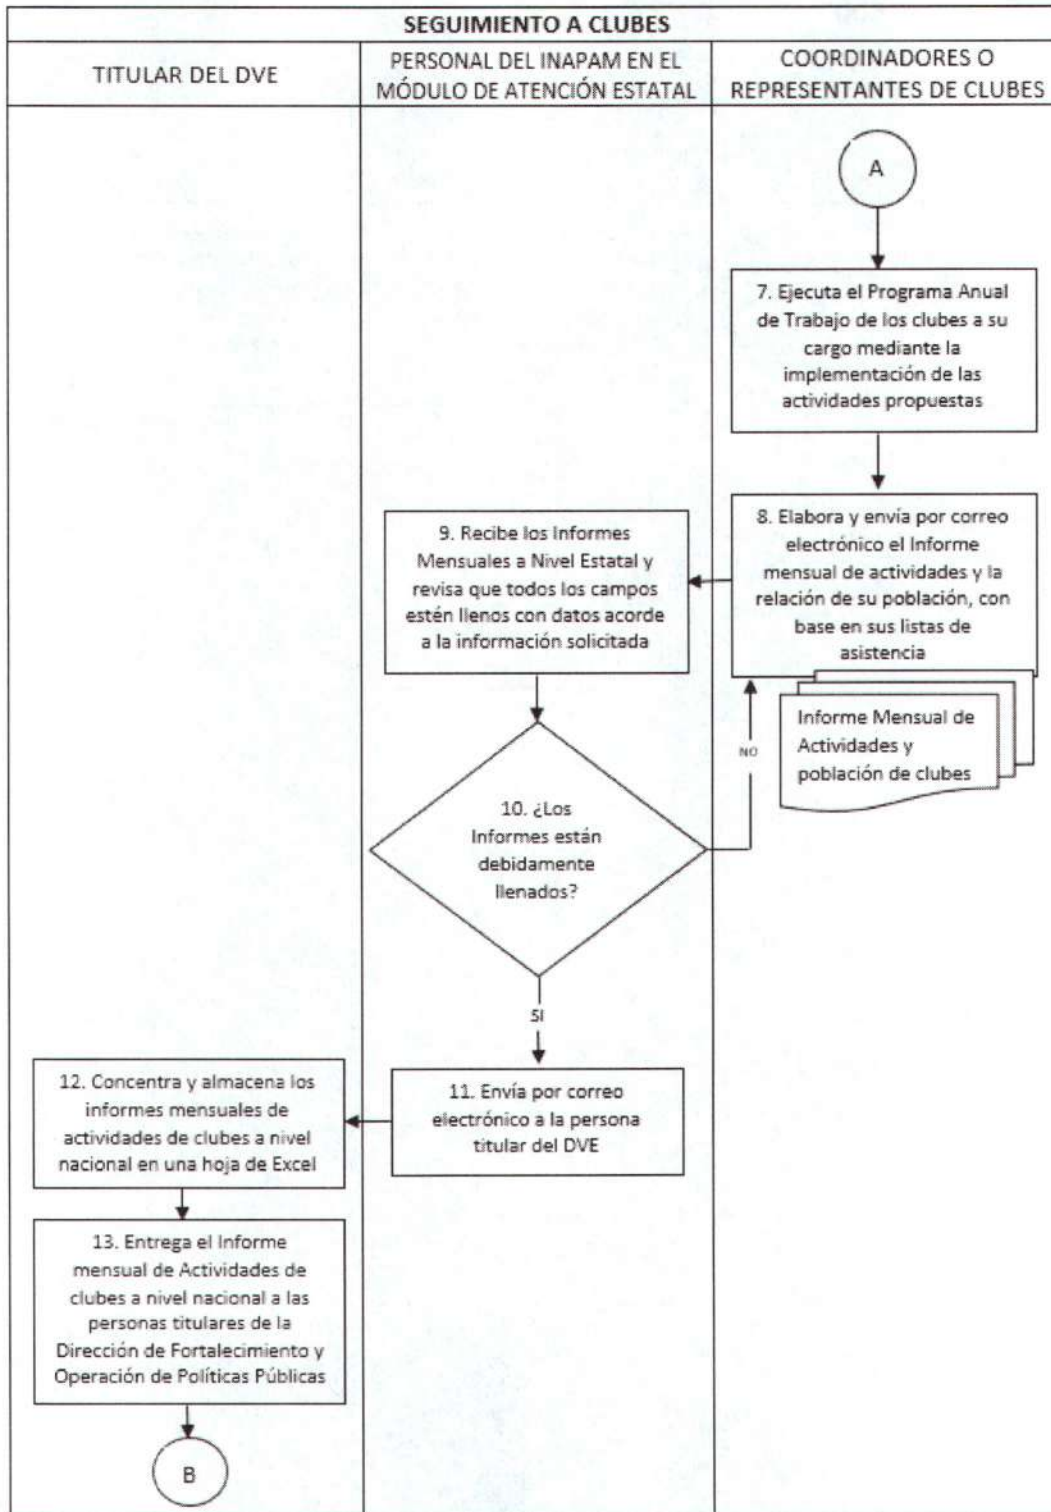 SEGUIMIENTO A CLUBES
TITULAR DEL DVE
PERSONAL DEL INAPAM EN EL
MÓDULO DE ATENCIÓN ESTATAL
COORDINADORES O
REPRESENTANTES DE CLUBES
A
7. Ejecuta el Programa Anual
de Trabajo de los clubes a su
cargo mediante la
implementación de las
actividades propuestas
8. Elabora y envía por correo
electrónico el Informe
mensual de actividades y la
relación de su población, con
base en sus listas de
asistencia
Informe Mensual de
Actividades y
población de clubes
9. Recibe los Informes
Mensuales a Nivel Estatal y
revisa que todos los campos
estén llenos con datos acorde
a la información solicitada
10. ¿Los
Informes están
debidamente
llenados?
NO
SI
11. Envía por correo
electrónico a la persona
titular del DVE
12. Concentra y almacena los
informes mensuales de
actividades de clubes a nivel
nacional en una hoja de Excel
13. Entrega el Informe
mensual de Actividades de
clubes a nivel nacional a las
personas titulares de la
Dirección de Fortalecimiento y
Operación de Políticas Públicas
B